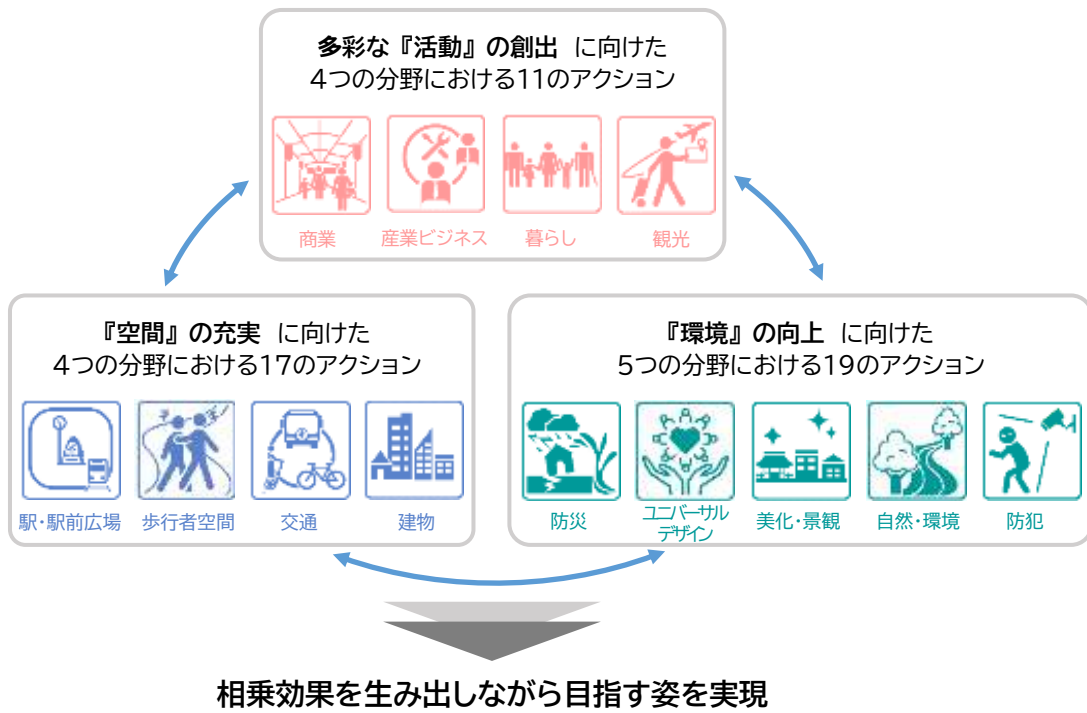 多彩な『活動』の創出 に向けた
4つの分野における11のアクション
商業 産業ビジネス 暮らし 観光
『空間』の充実 に向けた
4つの分野における17のアクション
駅・駅前広場 歩行者空間 交通 建物
『環境』の向上 に向けた
5つの分野における19のアクション
防災 ユニバーサル
デザイン 美化・景観 自然・環境 防犯
相乗効果を生み出しながら目指す姿を実現